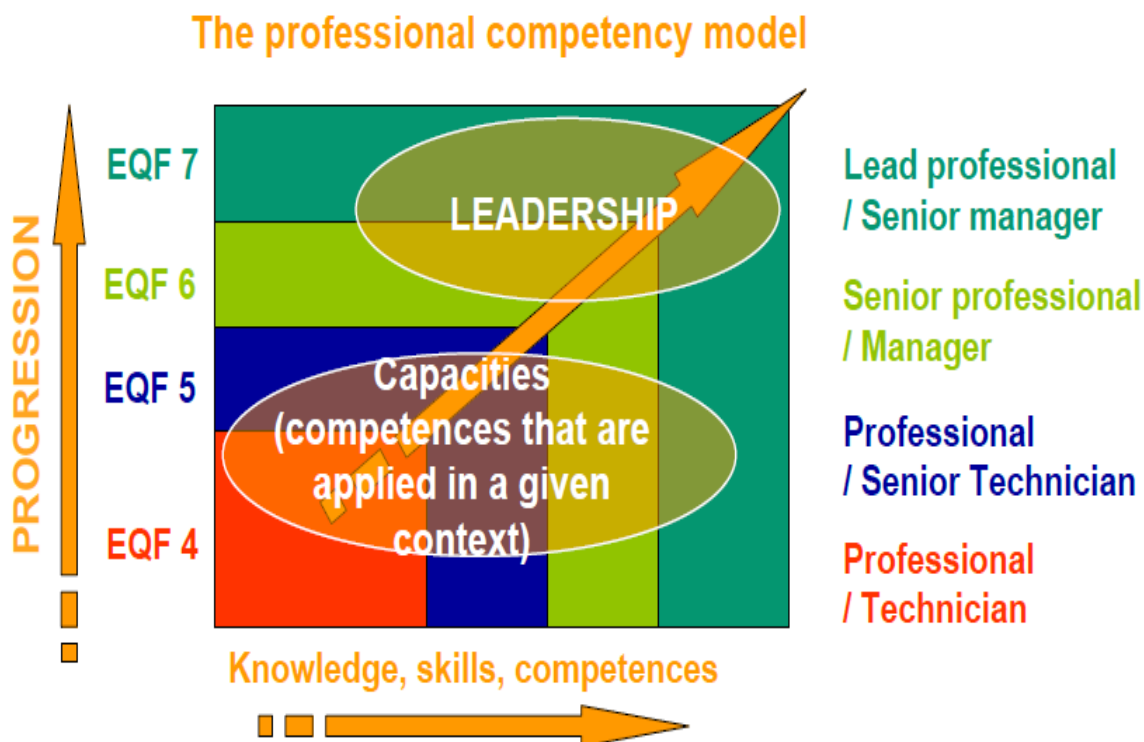 The professional competency model
PROGRESSION
EQF 7
EQF 6
EQF 5
EQF 4
LEADERSHIP
Capacities
(competences that are
applied in a given
context)
Lead professional
/ Senior manager
Senior professional
/ Manager
Professional
/ Senior Technician
Professional
/ Technician
Knowledge, skills, competences